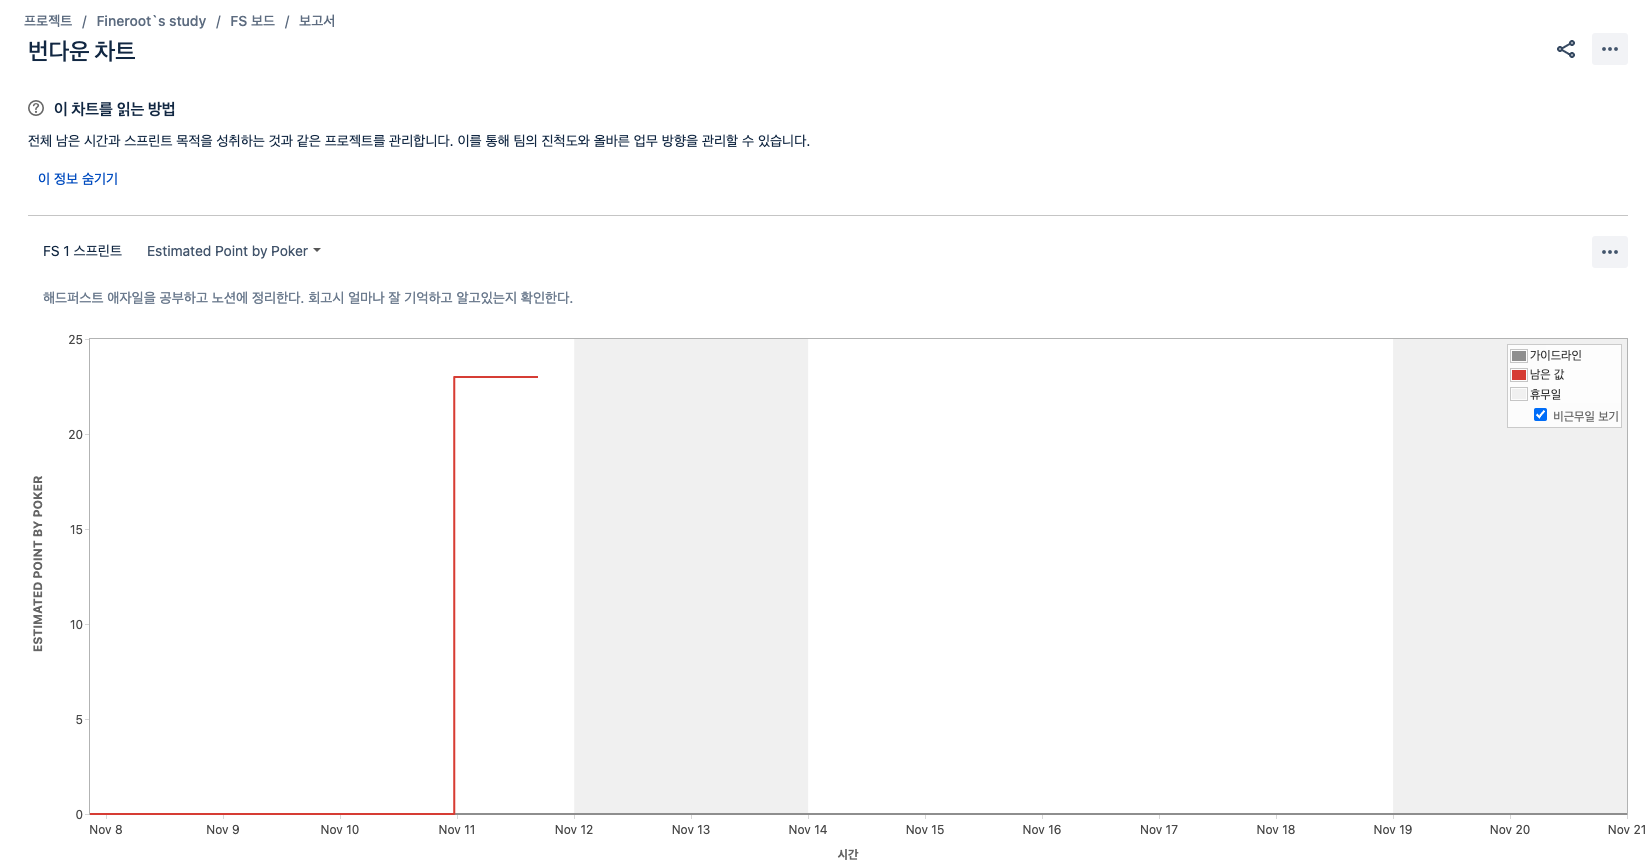 프로젝트 / Fineroot`s study / FS 보드 / 보고서
번다운 차트
이 차트를 읽는 방법
전체 남은 시간과 스프린트 목적을 성취하는 것과 같은 프로젝트를 관리합니다. 이를 통해 팀의 진척도와 올바른 업무 방향을 관리할 수 있습니다.
이 정보 숨기기
FS 1 스프린트 Estimated Point by Poker
해드퍼스트 애자일을 공부하고 노션에 정리한다. 회고시 얼마나 잘 기억하고 알고있는지 확인한다.
가이드라인
남은 값
휴무일
비근무일 보기
ESTIMATED POINT BY POKER
25
20
15
10
5
0
Nov 8 Nov 9 Nov 10 Nov 11 Nov 12 Nov 13 Nov 14 Nov 15 Nov 16 Nov 17 Nov 18 Nov 19 Nov 20 Nov 21
시간